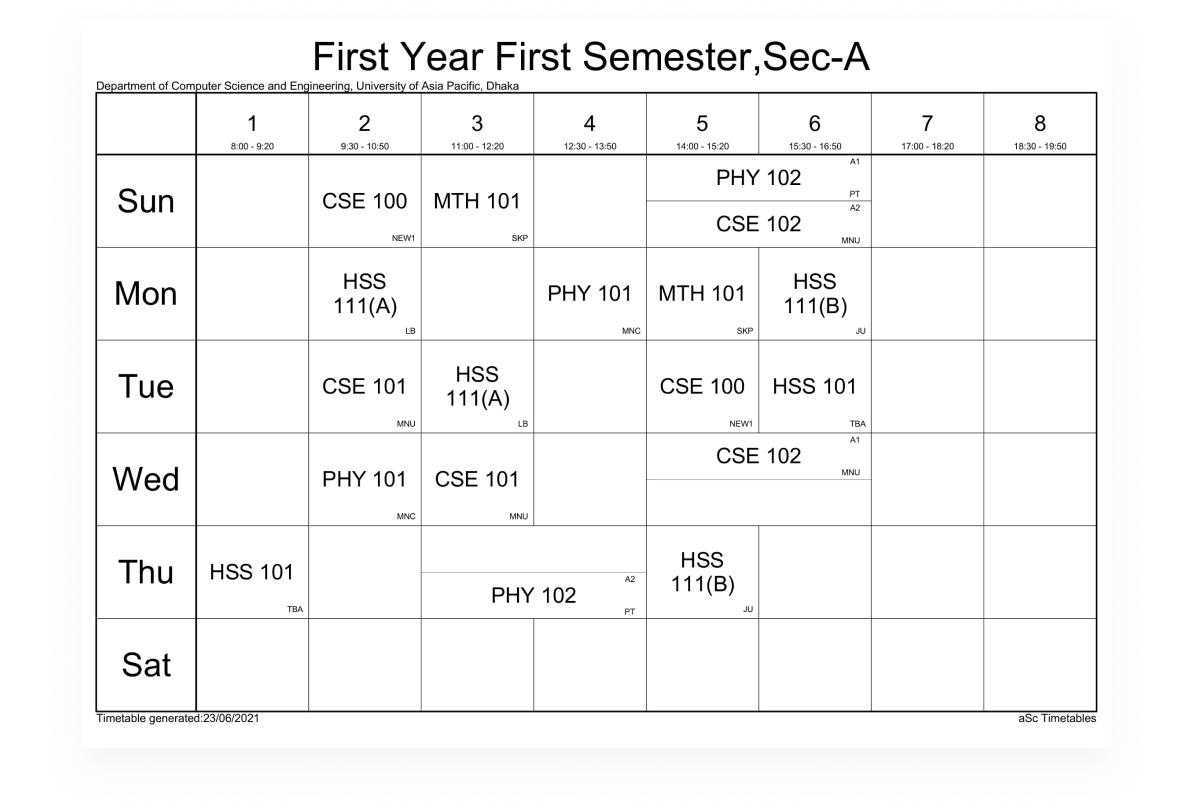 First Year First Semester,Sec-A
Department of Computer Science and Engineering, University of Asia Pacific, Dhaka
1 2 3 4 5 6 7 8
8:00 - 9:20 9:30 - 10:50 11:00 - 12:20 12:30 - 13:50 14:00 - 15:20 15:30 - 16:50 17:00 - 18:20 18:30 - 19:50
Sun
CSE 100
NEW1
MTH 101
SKP
A1
PHY 102
PT
A2
CSE 102
MNU
Mon
HSS
111(A)
LB
PHY 101
MNC
MTH 101
SKP
HSS
111(B)
JU
Tue
CSE 101
MNU
HSS
111(A)
LB
CSE 100
NEW1
HSS 101
TBA
Wed
PHY 101
MNC
CSE 101
MNU
A1
CSE 102
MNU
Thu
HSS 101
TBA
A2
PHY 102
PT
HSS
111(B)
JU
Sat
Timetable generated:23/06/2021
aSc Timetables